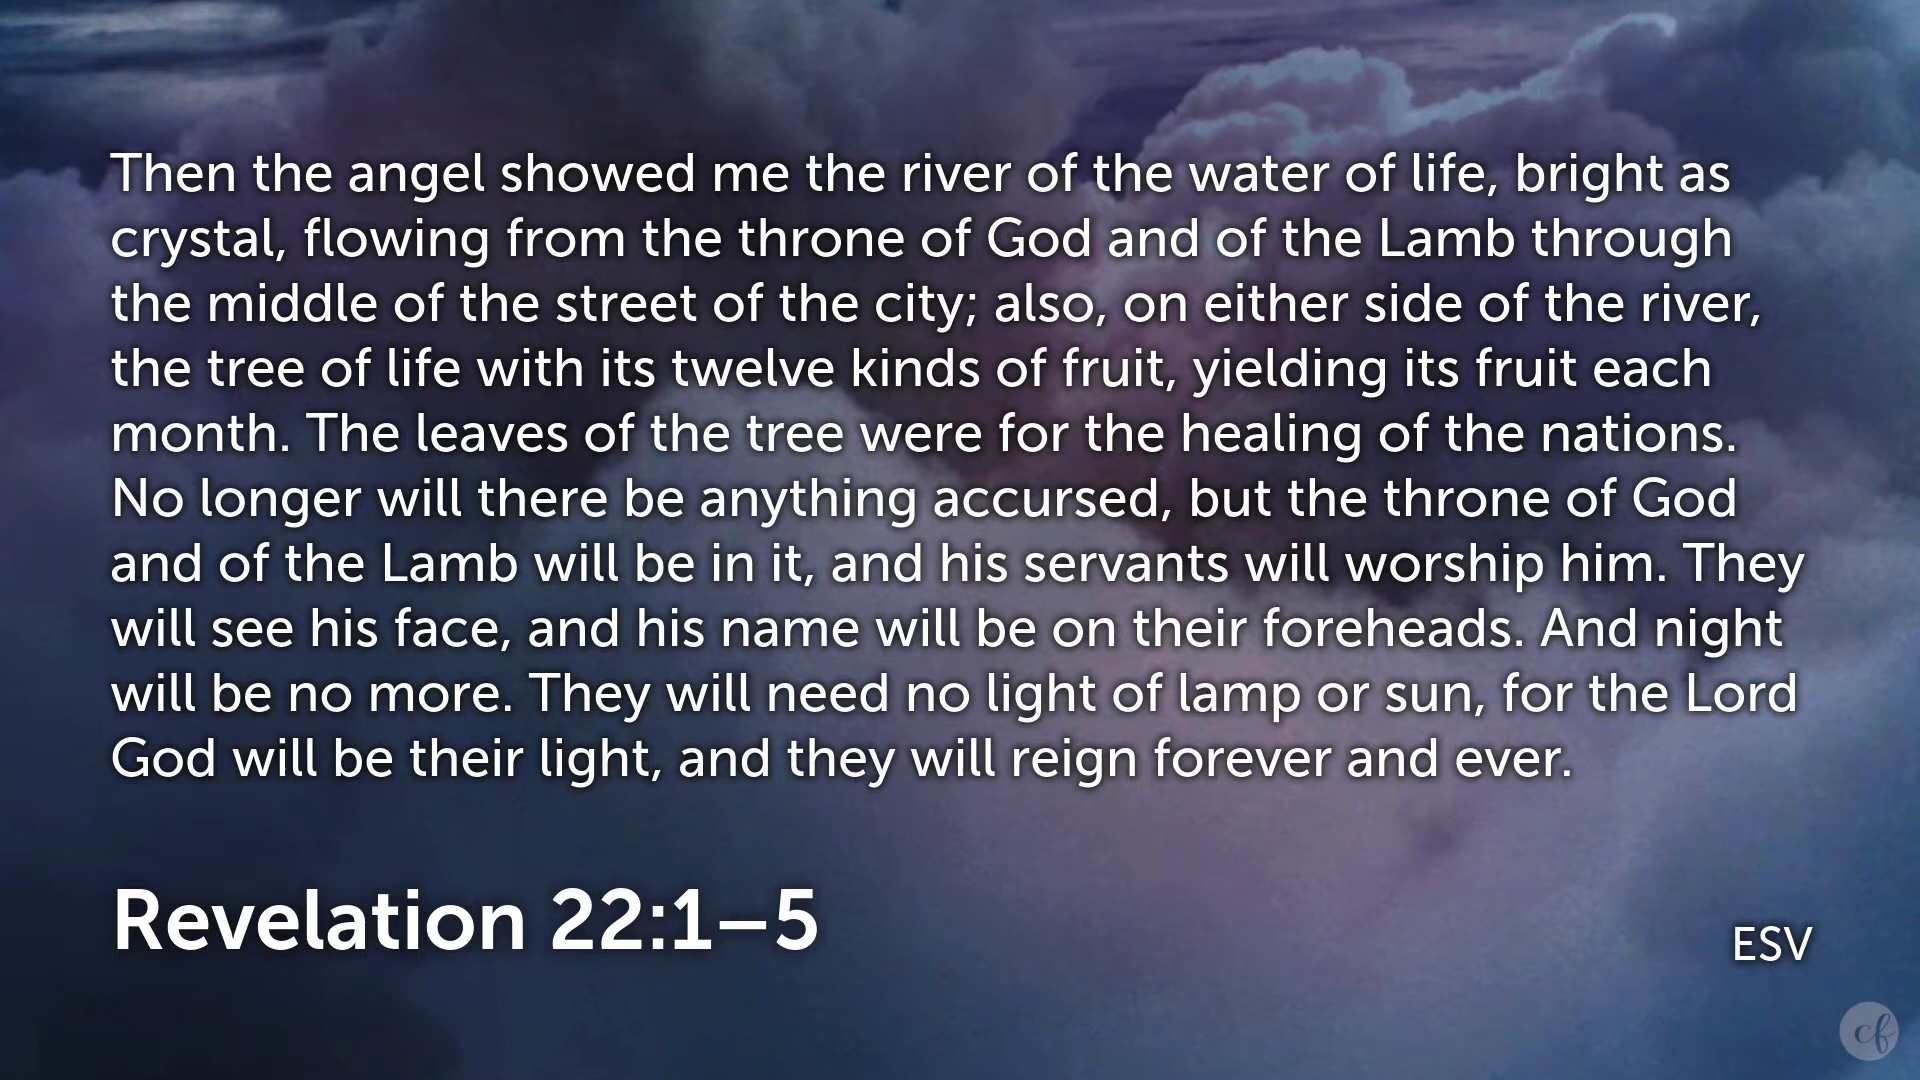 Then the angel showed me the river of the water of life, bright as
crystal, flowing from the throne of God and of the Lamb through
the middle of the street of the city; also, on either side of the river,
the tree of life with its twelve kinds of fruit, yielding its fruit each
month. The leaves of the tree were for the healing of the nations.
No longer will there be anything accursed, but the throne of God
and of the Lamb will be in it, and his servants will worship him. They
will see his face, and his name will be on their foreheads. And night
will be no more. They will need no light of lamp or sun, for the Lord
God will be their light, and they will reign forever and ever.
Revelation 22:1–5
ESV
cf